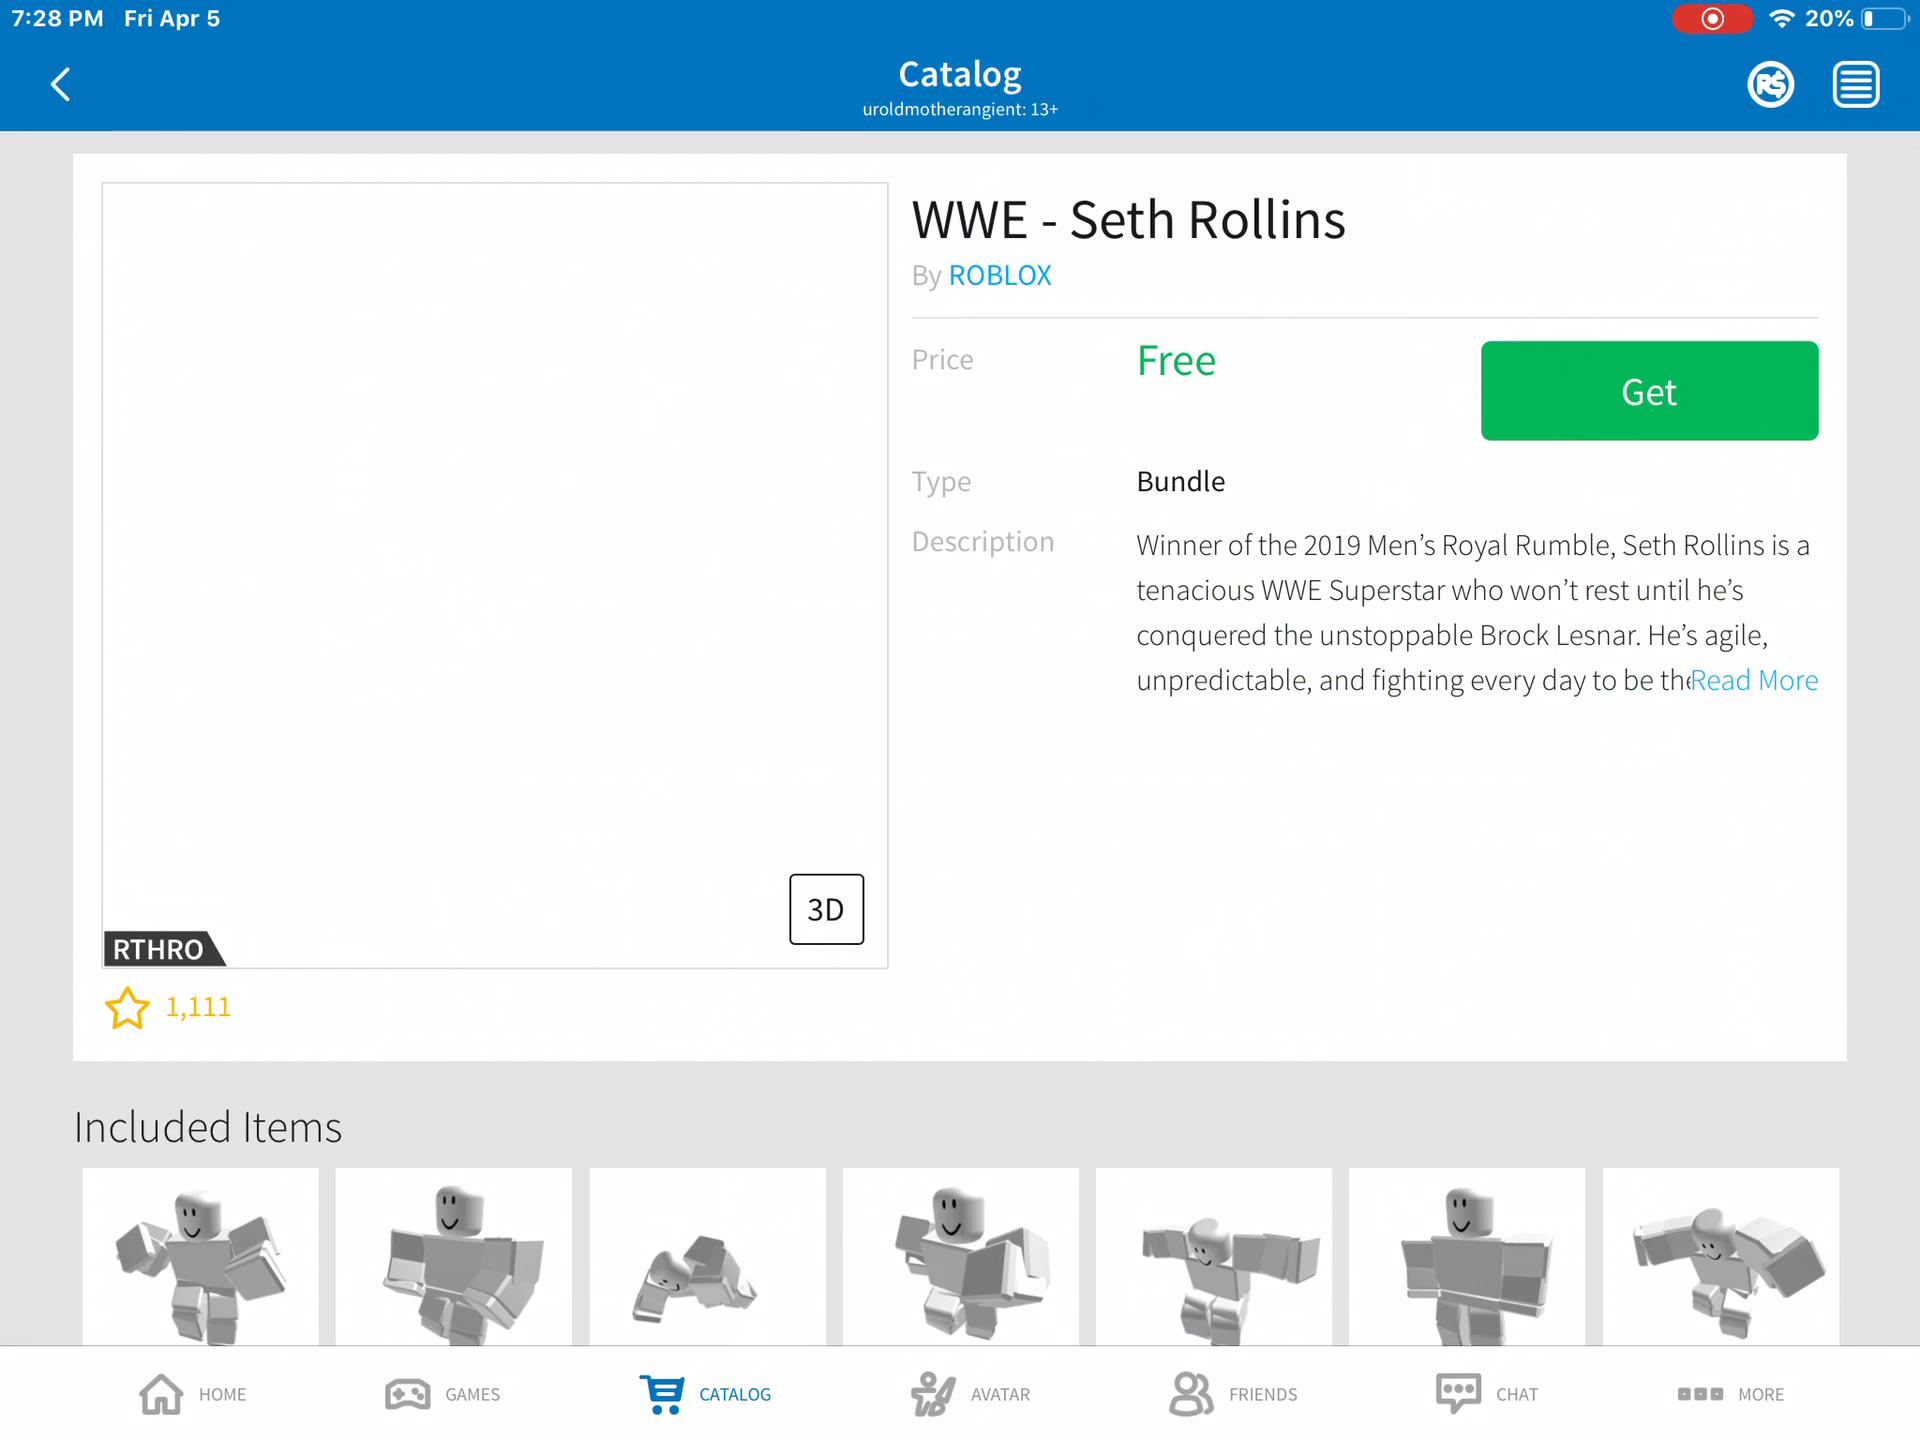 7:28 PM Fri Apr 5
20%
Catalog
uroldmotherangient: 13+
WWE - Seth Rollins
By ROBLOX
Price
Free
Get
Type
Bundle
Description
Winner of the 2019 Men’s Royal Rumble, Seth Rollins is a
tenacious WWE Superstar who won’t rest until he’s
conquered the unstoppable Brock Lesnar. He’s agile,
unpredictable, and fighting every day to be the Read More
3D
RTHRO
1,111
Included Items
HOME
GAMES
CATALOG
AVATAR
FRIENDS
CHAT
MORE